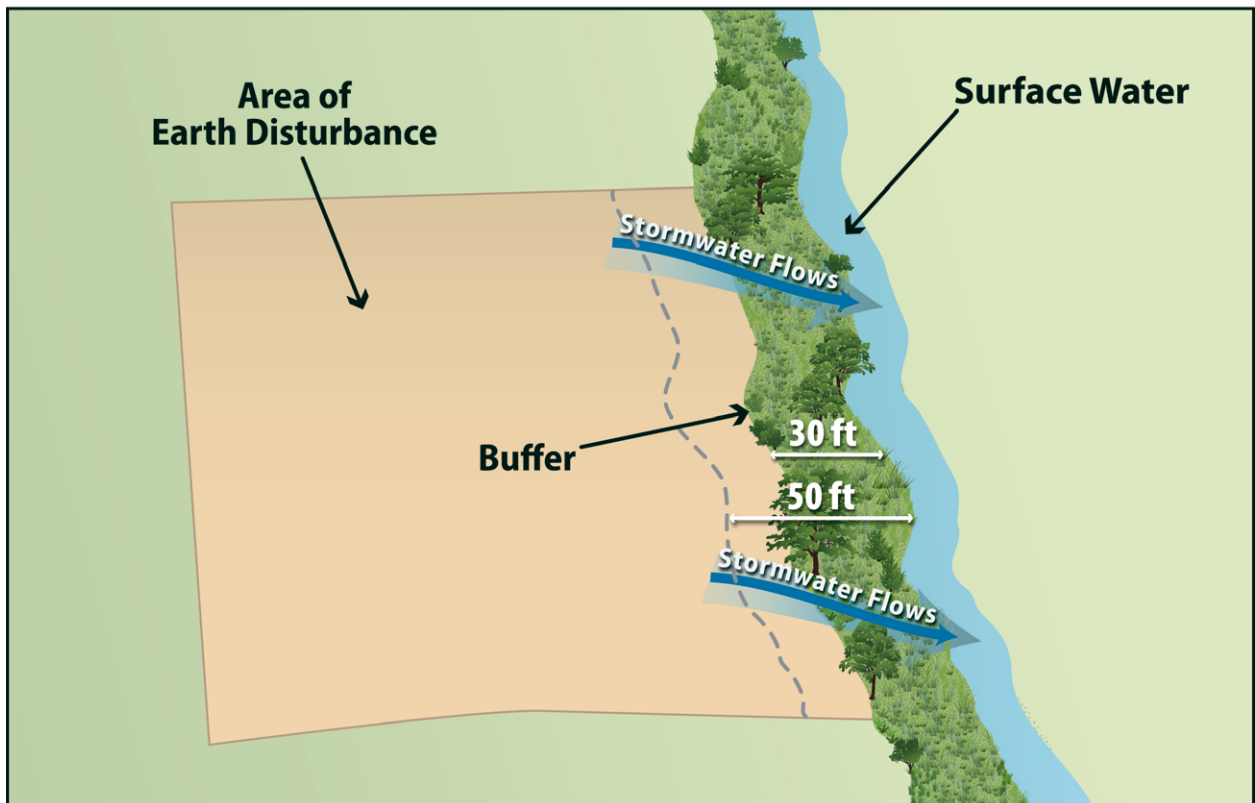 Area of
Earth Disturbance
Surface Water
Stormwater Flows
Buffer
30 ft
50 ft
Stormwater Flows